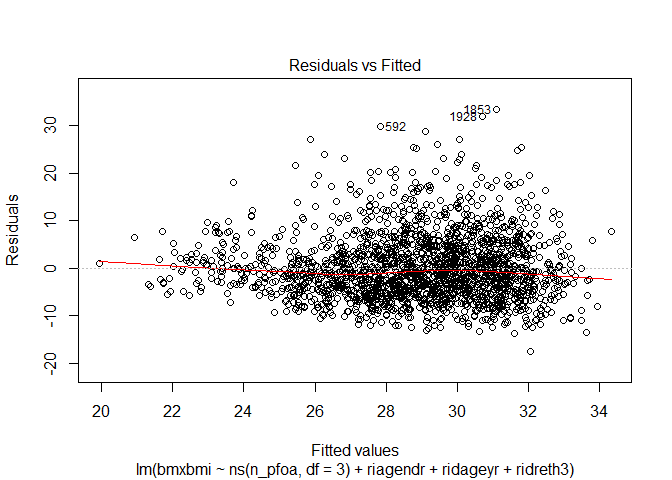 Residuals vs Fitted
Residuals
30
20
10
0
-10
-20
1853
1928
592
20 22 24 26 28 30 32 34
Fitted values
lm(bmxbmi ~ ns(n_pfoa, df = 3) + riagendr + ridageyr + ridreth3)